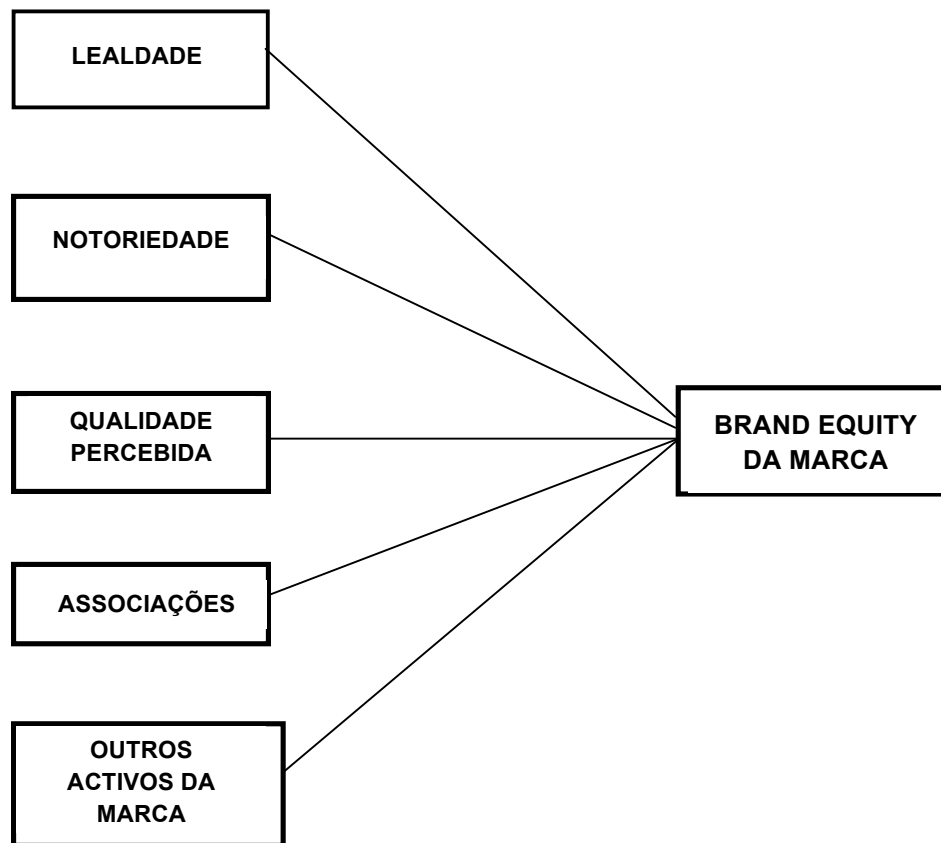 LEALDADE
NOTORIEDADE
QUALIDADE
PERCEBIDA
BRAND EQUITY
DA MARCA
ASSOCIAÇÕES
OUTROS
ACTIVOS DA
MARCA